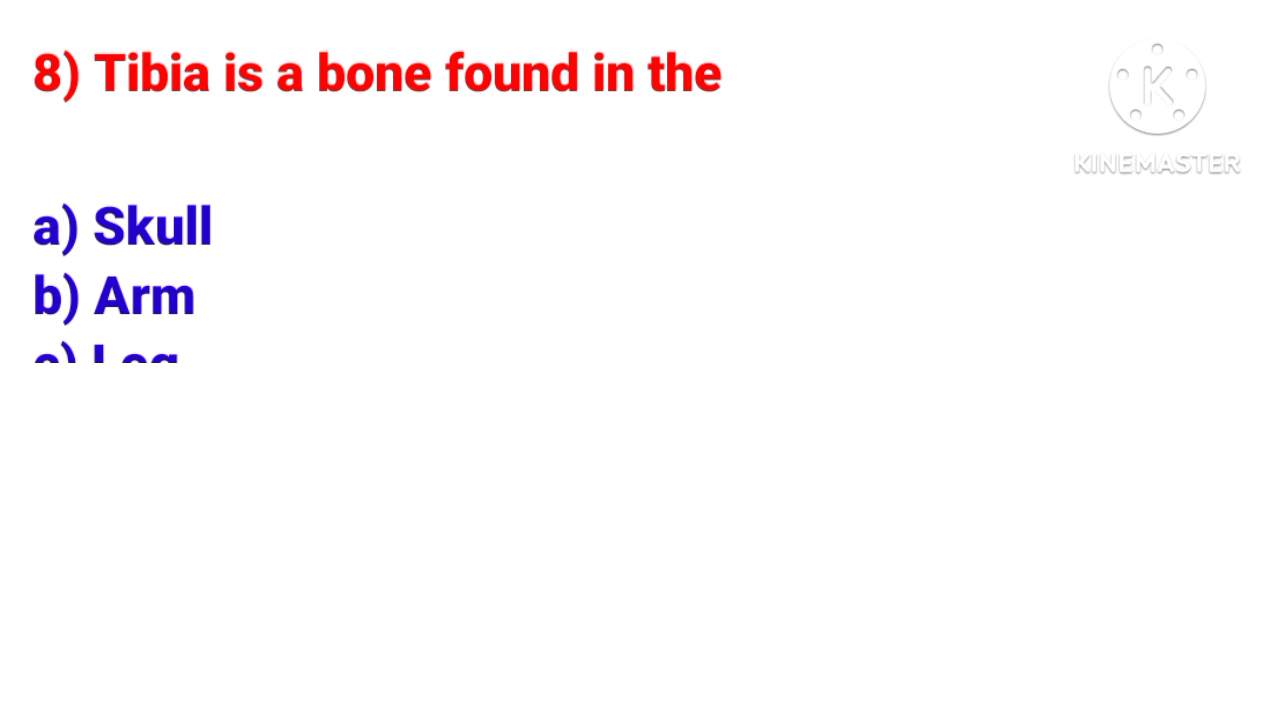 8) Tibia is a bone found in the
K
KINEMASTER
a) Skull
b) Arm
c) Leg